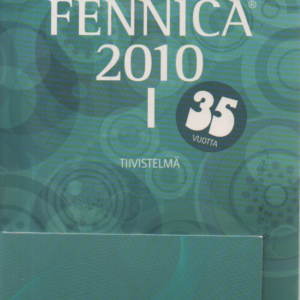 FENNICA®
2010
I
35
VUOTTA
TIIVISTELMÄ